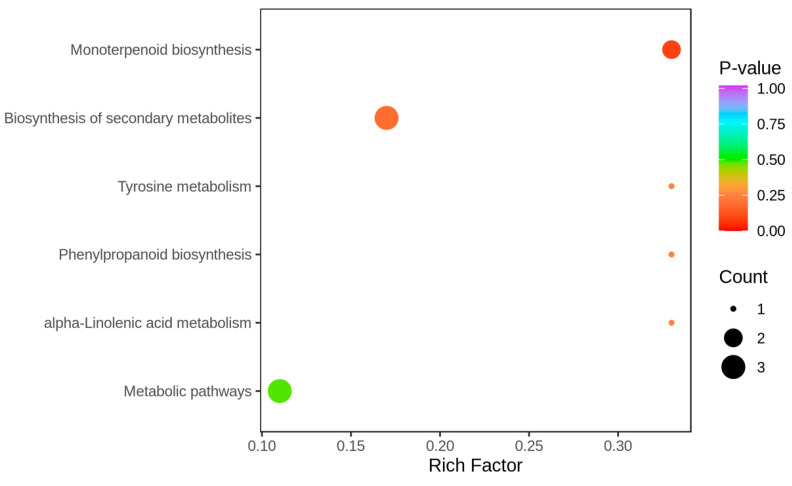 Monoterpenoid biosynthesis
Biosynthesis of secondary metabolites
Tyrosine metabolism
Phenylpropanoid biosynthesis
alpha-Linolenic acid metabolism
Metabolic pathways
0.10 0.15 0.20 0.25 0.30
Rich Factor
P-value
1.00
0.75
0.50
0.25
0.00
Count
1
2
3